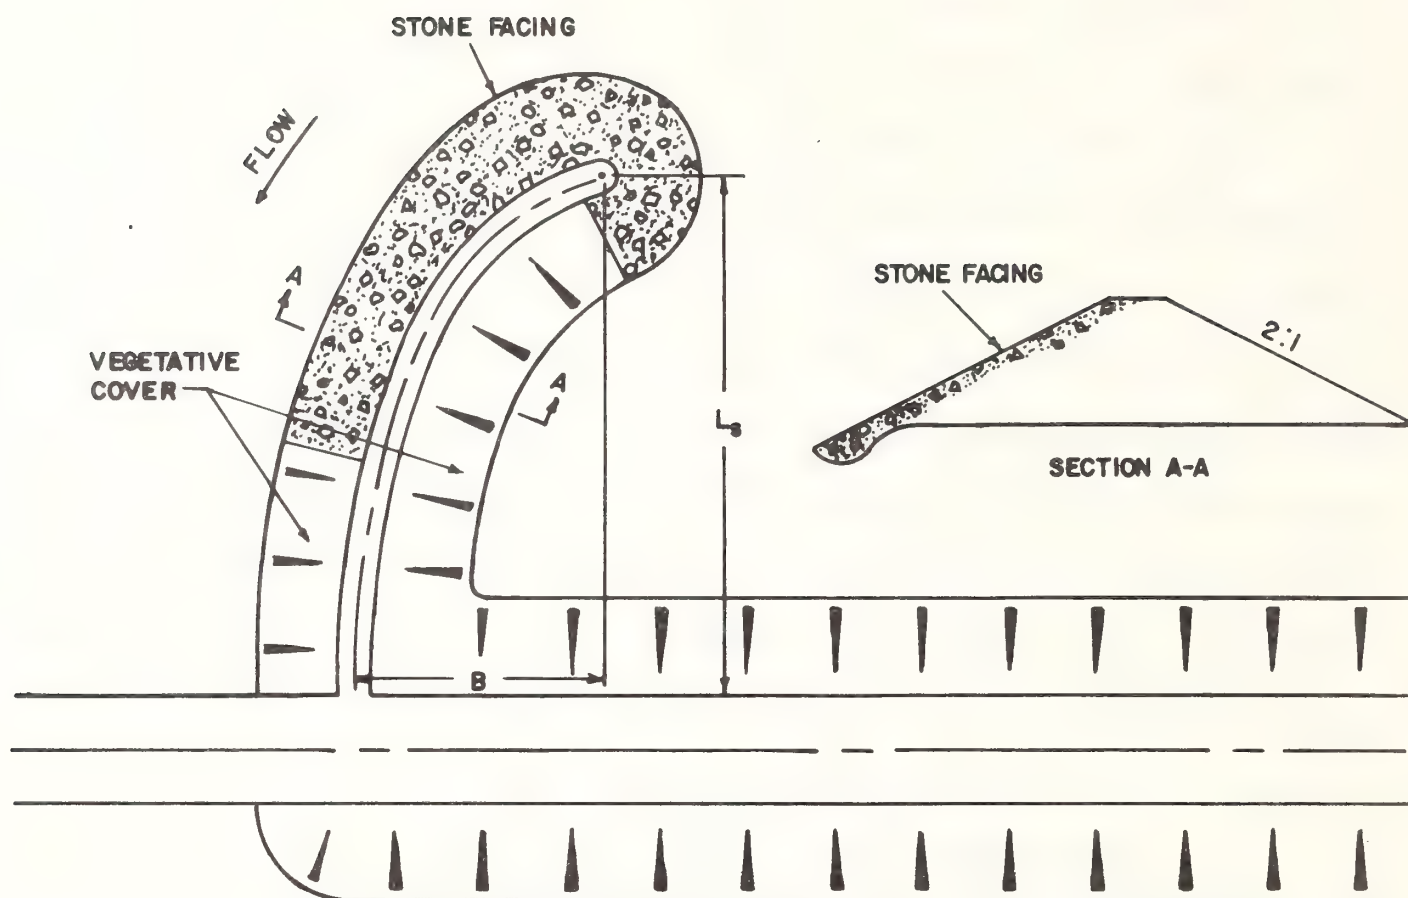 STONE FACING
FLOW
A
VEGETATIVE
COVER
A
STONE FACING
2:1
Ls
SECTION A-A
B